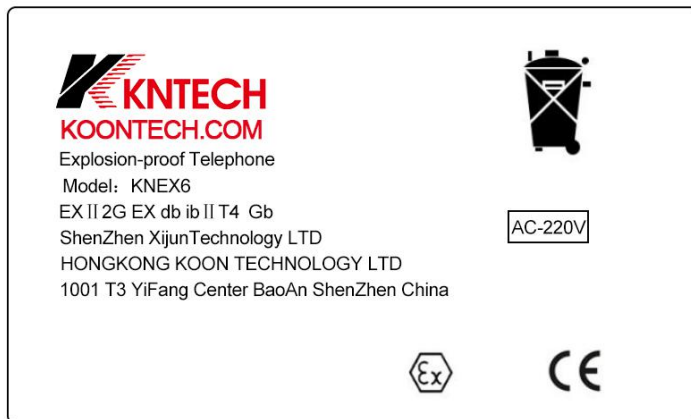 KNTECH
KOONTECH.COM
Explosion-proof Telephone
Model：KNEX6
EX II 2G EX db ib II T4 Gb
ShenZhen XijunTechnology LTD
HONGKONG KOON TECHNOLOGY LTD
1001 T3 YiFang Center BaoAn ShenZhen China
AC-220V
Ex
CE